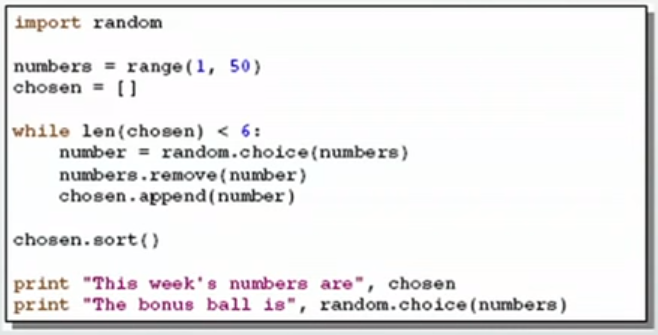 import random
numbers = range(1, 50)
chosen = []
while len(chosen) < 6:
number = random.choice(numbers)
numbers.remove(number)
chosen.append(number)
chosen.sort()
print "This week's numbers are", chosen
print "The bonus ball is", random.choice(numbers)